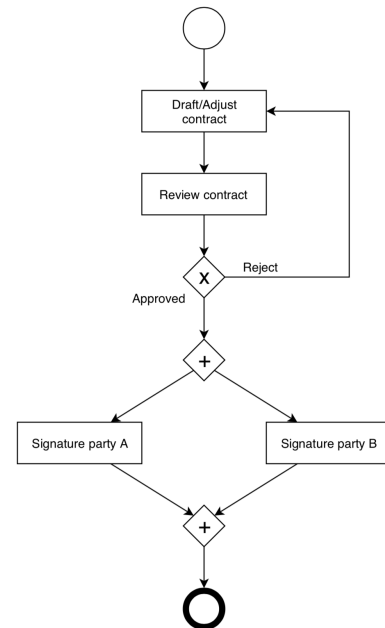 Draft/Adjust
contract
Review contract
X
Reject
Approved
+
Signature party A
Signature party B
+